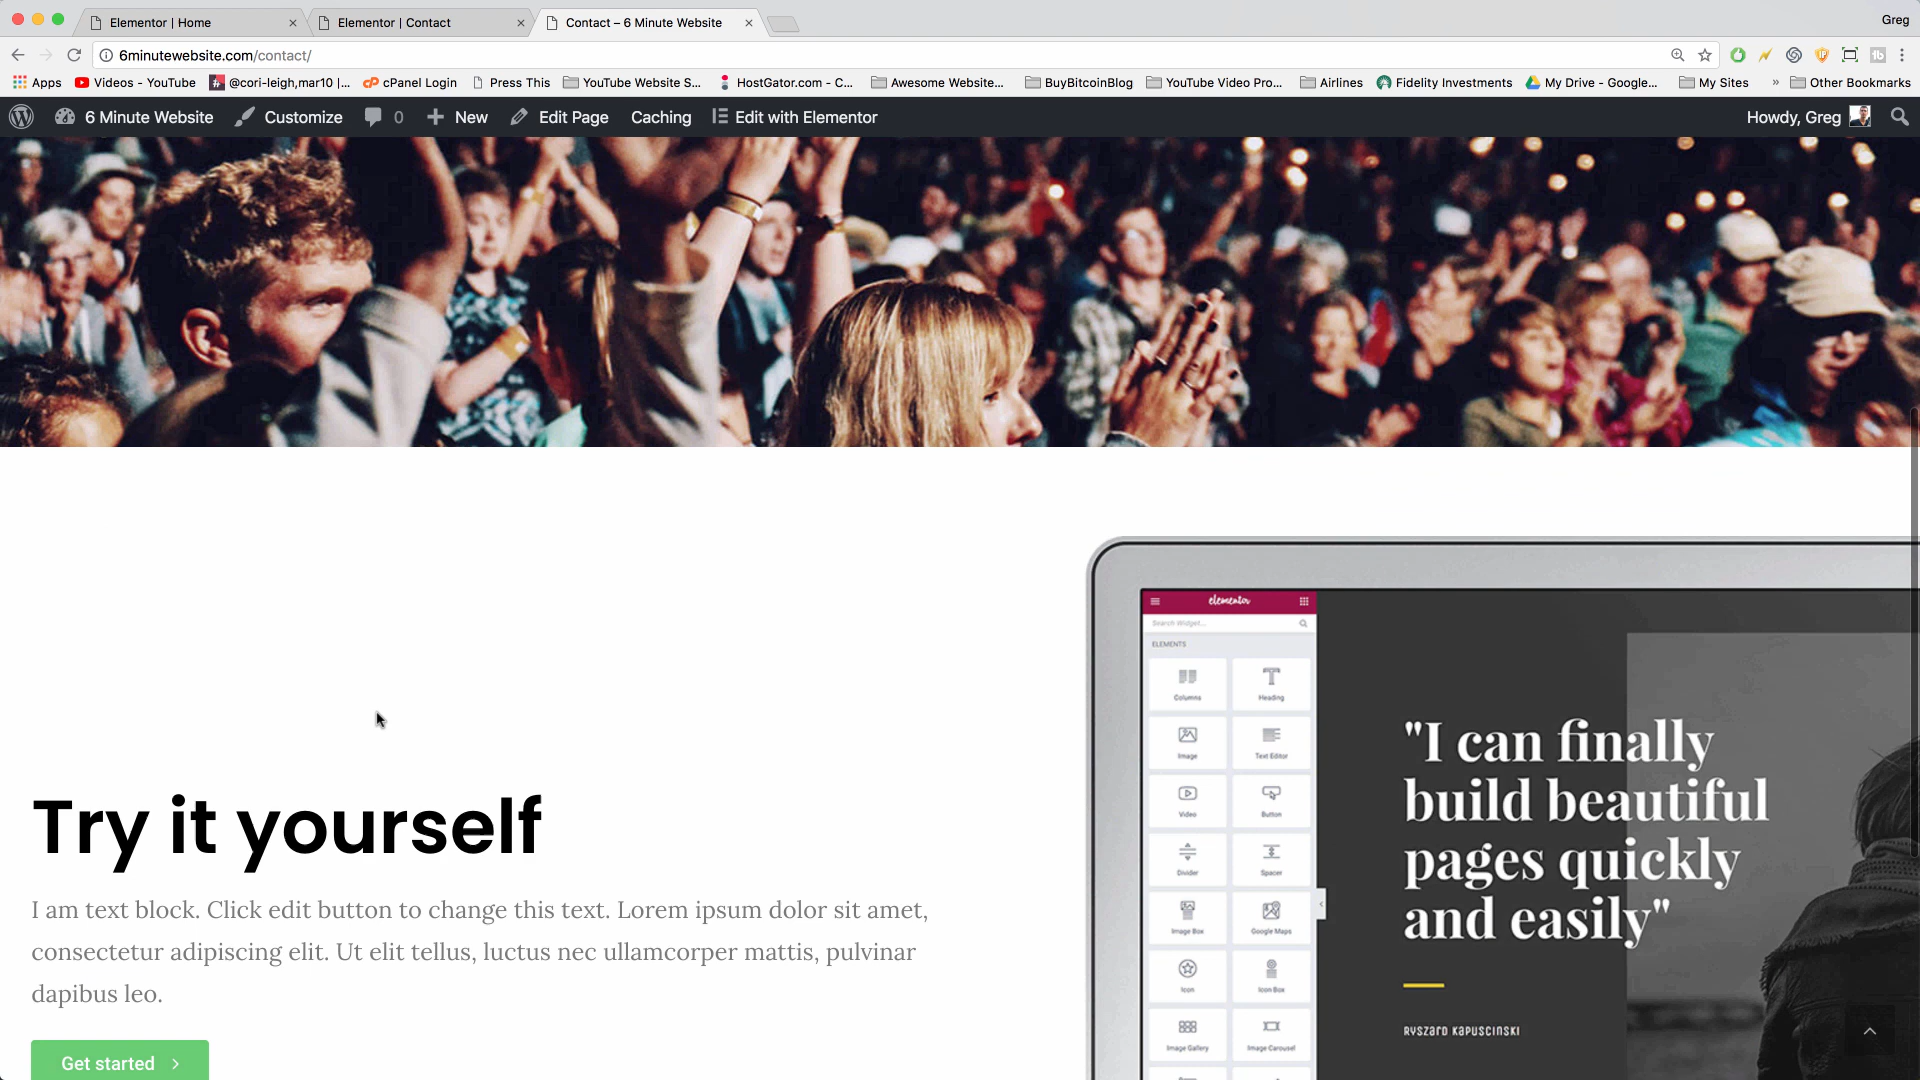 Elementor | Home
Elementor | Contact
Contact – 6 Minute Website
Greg
6minutewebsite.com/contact/
Apps
Videos - YouTube
@cori-leigh,mar10 |...
cPanel Login
Press This
YouTube Website S...
HostGator.com - C...
Awesome Website...
BuyBitcoinBlog
YouTube Video Pro...
Airlines
Fidelity Investments
My Drive - Google...
My Sites
»
Other Bookmarks
6 Minute Website
Customize
0
New
Edit Page
Caching
Edit with Elementor
Howdy, Greg
Try it yourself
I am text block. Click edit button to change this text. Lorem ipsum dolor sit amet,
consectetur adipiscing elit. Ut elit tellus, luctus nec ullamcorper mattis, pulvinar
dapibus leo.
Get started
elementor
Search Widget...
ELEMENTS
Columns
Heading
Image
Text Editor
Video
Button
Divider
Spacer
Image Box
Google Maps
Icon
Icon Box
Image Gallery
Image Carousel
"I can finally
build beautiful
pages quickly
and easily"
Ryszard Kapuscinski